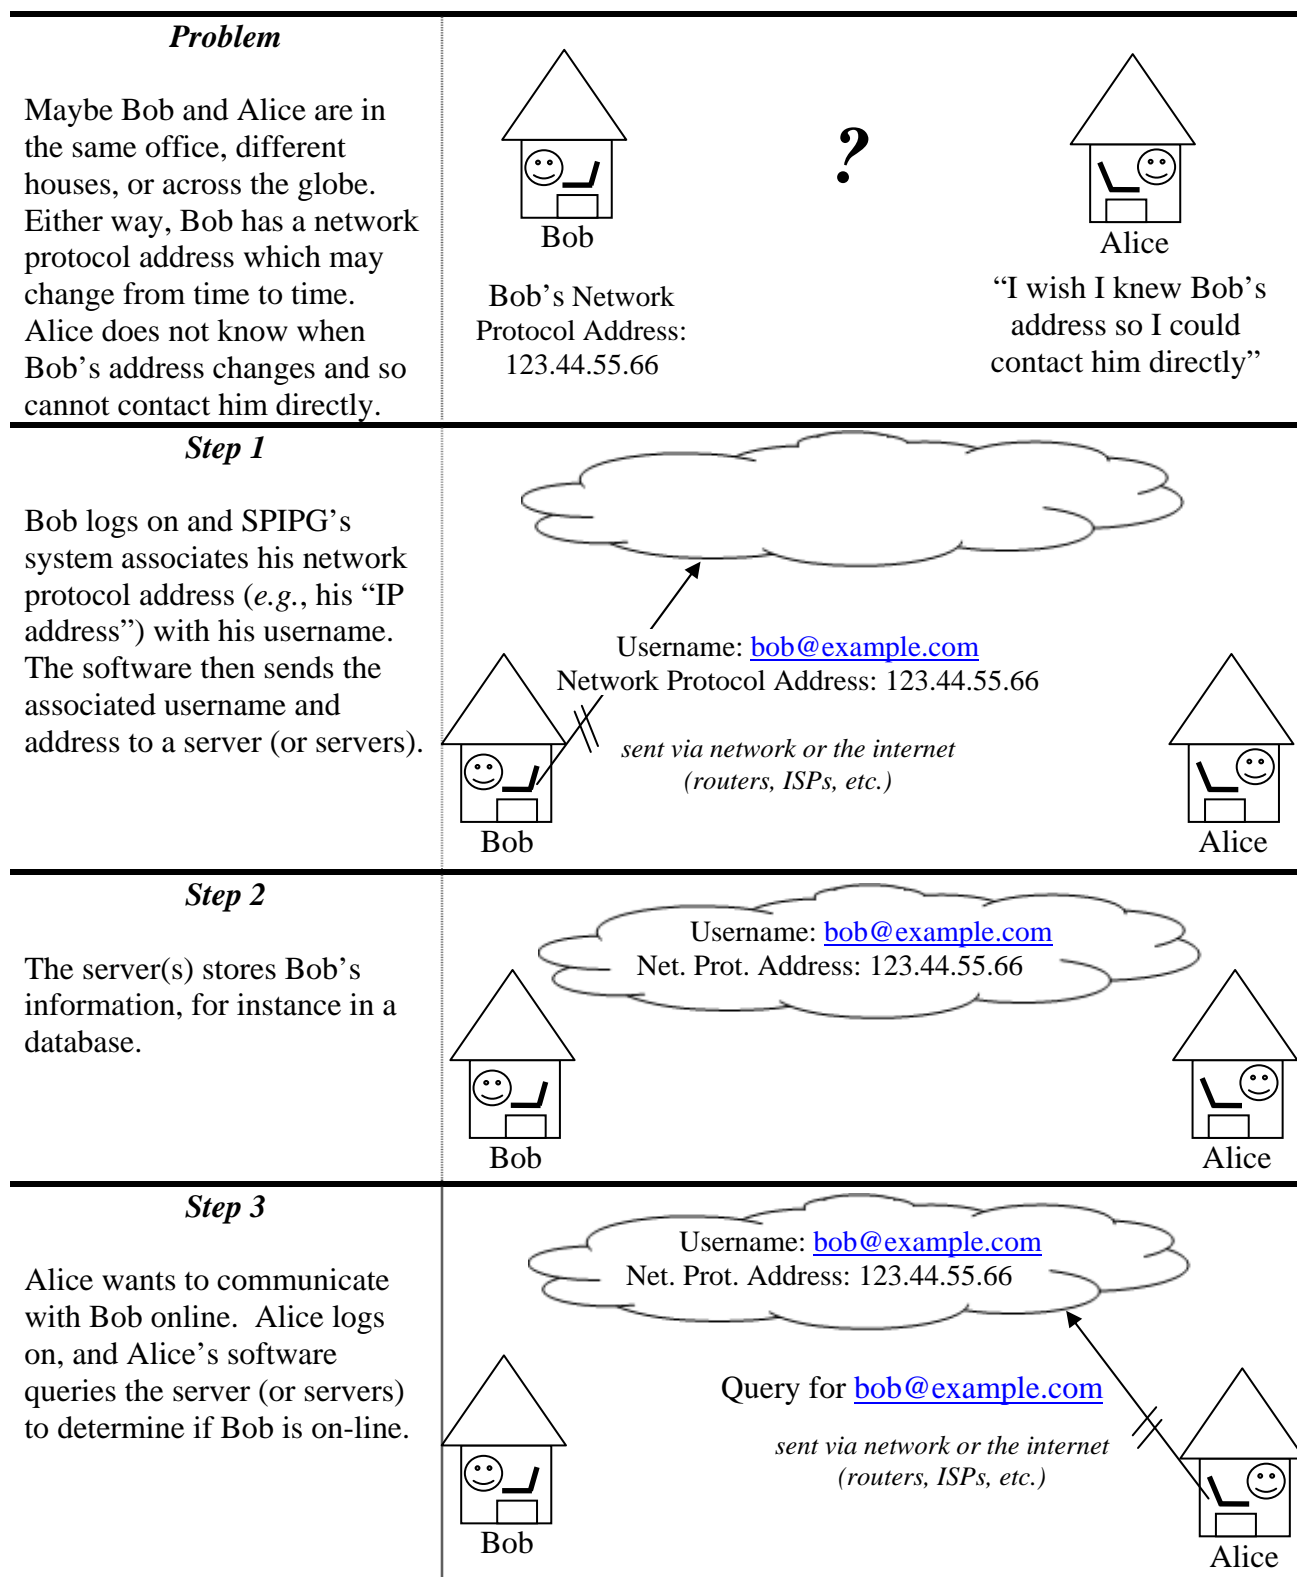 Problem
Maybe Bob and Alice are in
the same office, different
houses, or across the globe.
Either way, Bob has a network
protocol address which may
change from time to time.
Alice does not know when
Bob’s address changes and so
cannot contact him directly.
?
Bob
Bob’s Network
Protocol Address:
123.44.55.66
Alice
“I wish I knew Bob’s
address so I could
contact him directly”
Step 1
Bob logs on and SPIPG’s
system associates his network
protocol address (e.g., his “IP
address”) with his username.
The software then sends the
associated username and
address to a server (or servers).
Username: bob@example.com
Network Protocol Address: 123.44.55.66
sent via network or the internet
(routers, ISPs, etc.)
Bob
Alice
Step 2
The server(s) stores Bob’s
information, for instance in a
database.
Username: bob@example.com
Net. Prot. Address: 123.44.55.66
Bob
Alice
Step 3
Alice wants to communicate
with Bob online.  Alice logs
on, and Alice’s software
queries the server (or servers)
to determine if Bob is on-line.
Username: bob@example.com
Net. Prot. Address: 123.44.55.66
Query for bob@example.com
sent via network or the internet
(routers, ISPs, etc.)
Bob
Alice